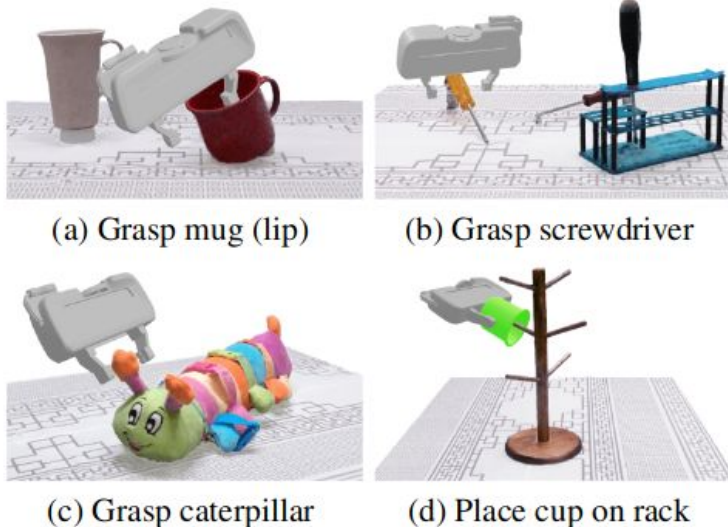 (a) Grasp mug (lip)
(b) Grasp screwdriver
(c) Grasp caterpillar
(d) Place cup on rack